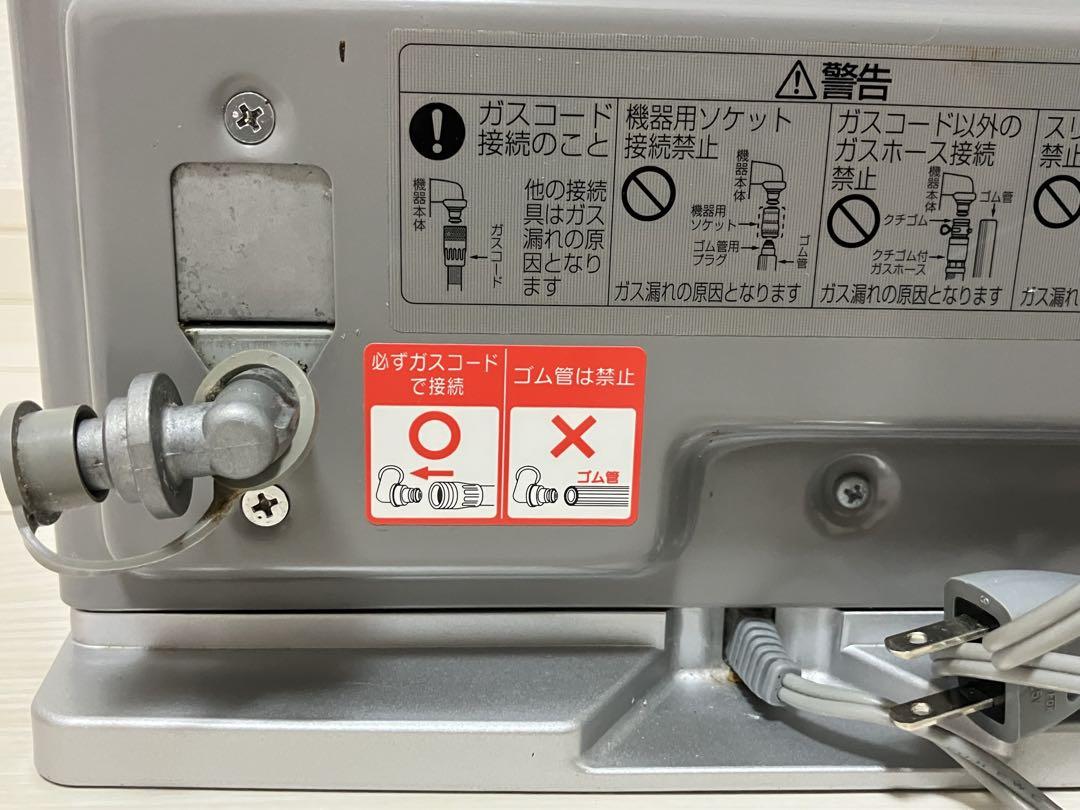 警告
ガスコード
接続のこと
機器本体
ガスコード
他の接続
具はガス
漏れの原
因となり
ます
機器用ソケット
接続禁止
機器本体
機器用
ソケット
ゴム管用
プラグ
ゴム管
ガス漏れの原因となります
ガスコード以外の
ガスホース接続
禁止
機器本体
ゴム管
クチゴム
クチゴム付
ガスホース
ガス漏れの原因となります
スリ
禁止
ガス漏れ
必ずガスコード
で接続
ゴム管は禁止
ゴム管